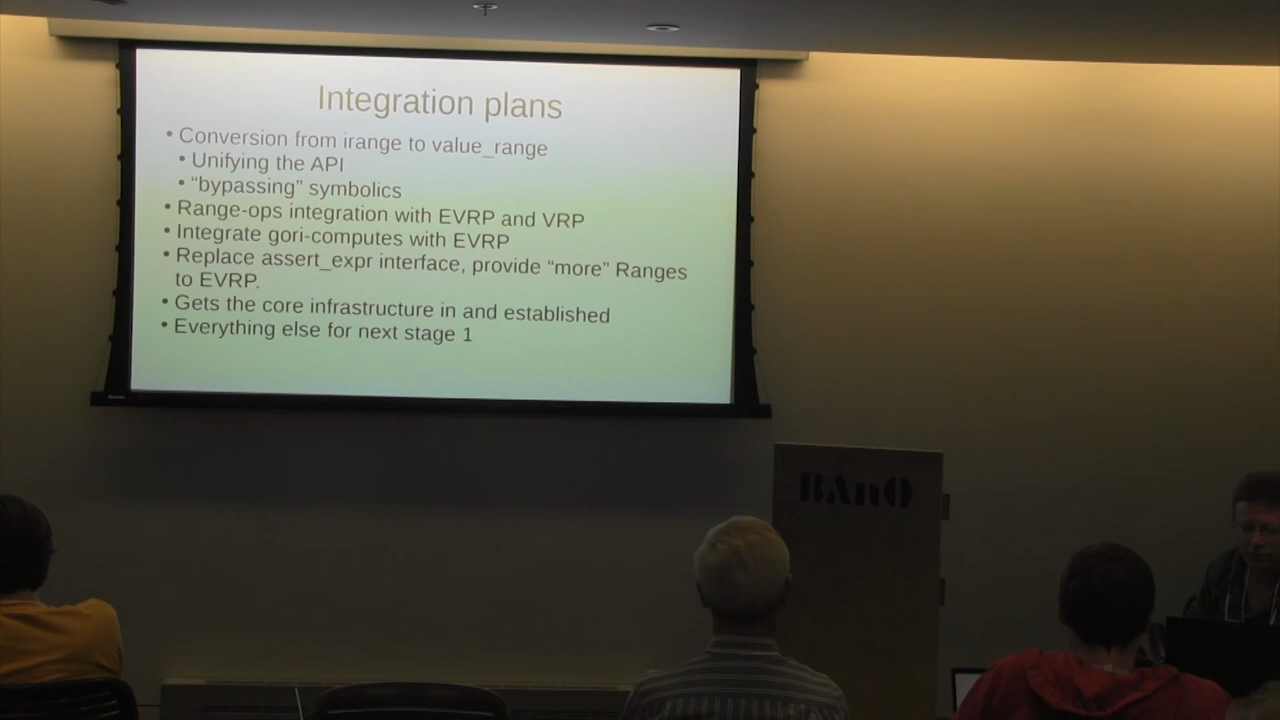 Integration plans
• Conversion from irange to value_range
• Unifying the API
• “bypassing” symbolics
• Range-ops integration with EVRP and VRP
• Integrate gori-computes with EVRP
• Replace assert_expr interface, provide “more” Ranges
to EVRP.
• Gets the core infrastructure in and established
• Everything else for next stage 1
BAnQ